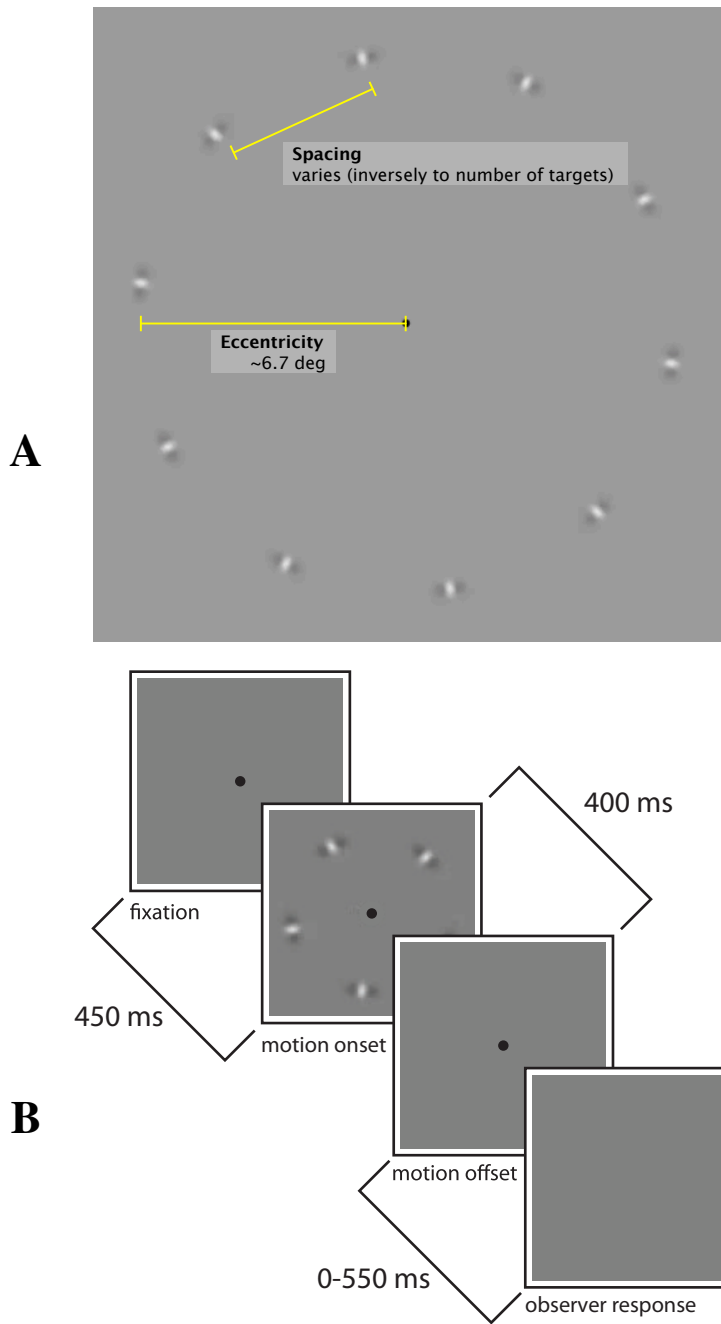 Spacing
varies (inversely to number of targets)
Eccentricity
~6.7 deg
A
400 ms
fixation
450 ms
motion onset
B
motion offset
0-550 ms
observer response